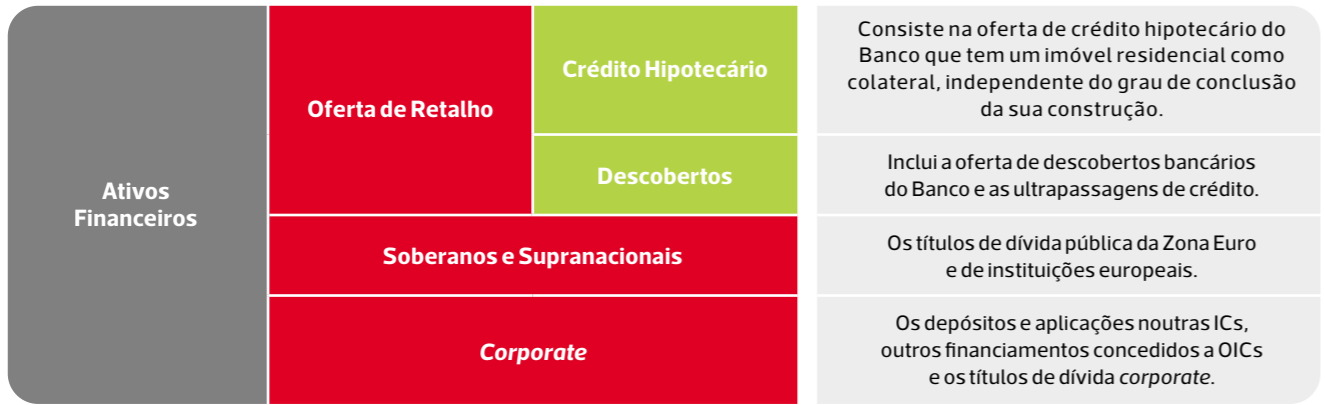 Ativos
Financeiros
Oferta de Retalho
Crédito Hipotecário
Consiste na oferta de crédito hipotecário do
Banco que tem um imóvel residencial como
colateral, independente do grau de conclusão
da sua construção.
Descobertos
Inclui a oferta de descobertos bancários
do Banco e as ultrapassagens de crédito.
Soberanos e Supranacionais
Os títulos de dívida pública da Zona Euro
e de instituições europeais.
Corporate
Os depósitos e aplicações noutras ICs,
outros financiamentos concedidos a OICs
e os títulos de dívida corporate.